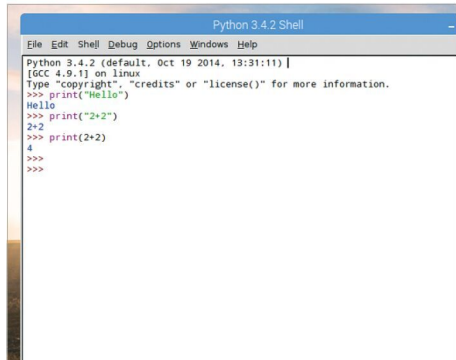 Python 3.4.2 Shell
File Edit Shell Debug Options Windows Help
Python 3.4.2 (default, Oct 19 2014, 13:31:11)
[GCC 4.9.1] on linux
Type "copyright", "credits" or "license()" for more information.
>>> print("Hello")
Hello
>>> print("2+2")
2+2
>>> print(2+2)
4
>>>
>>>